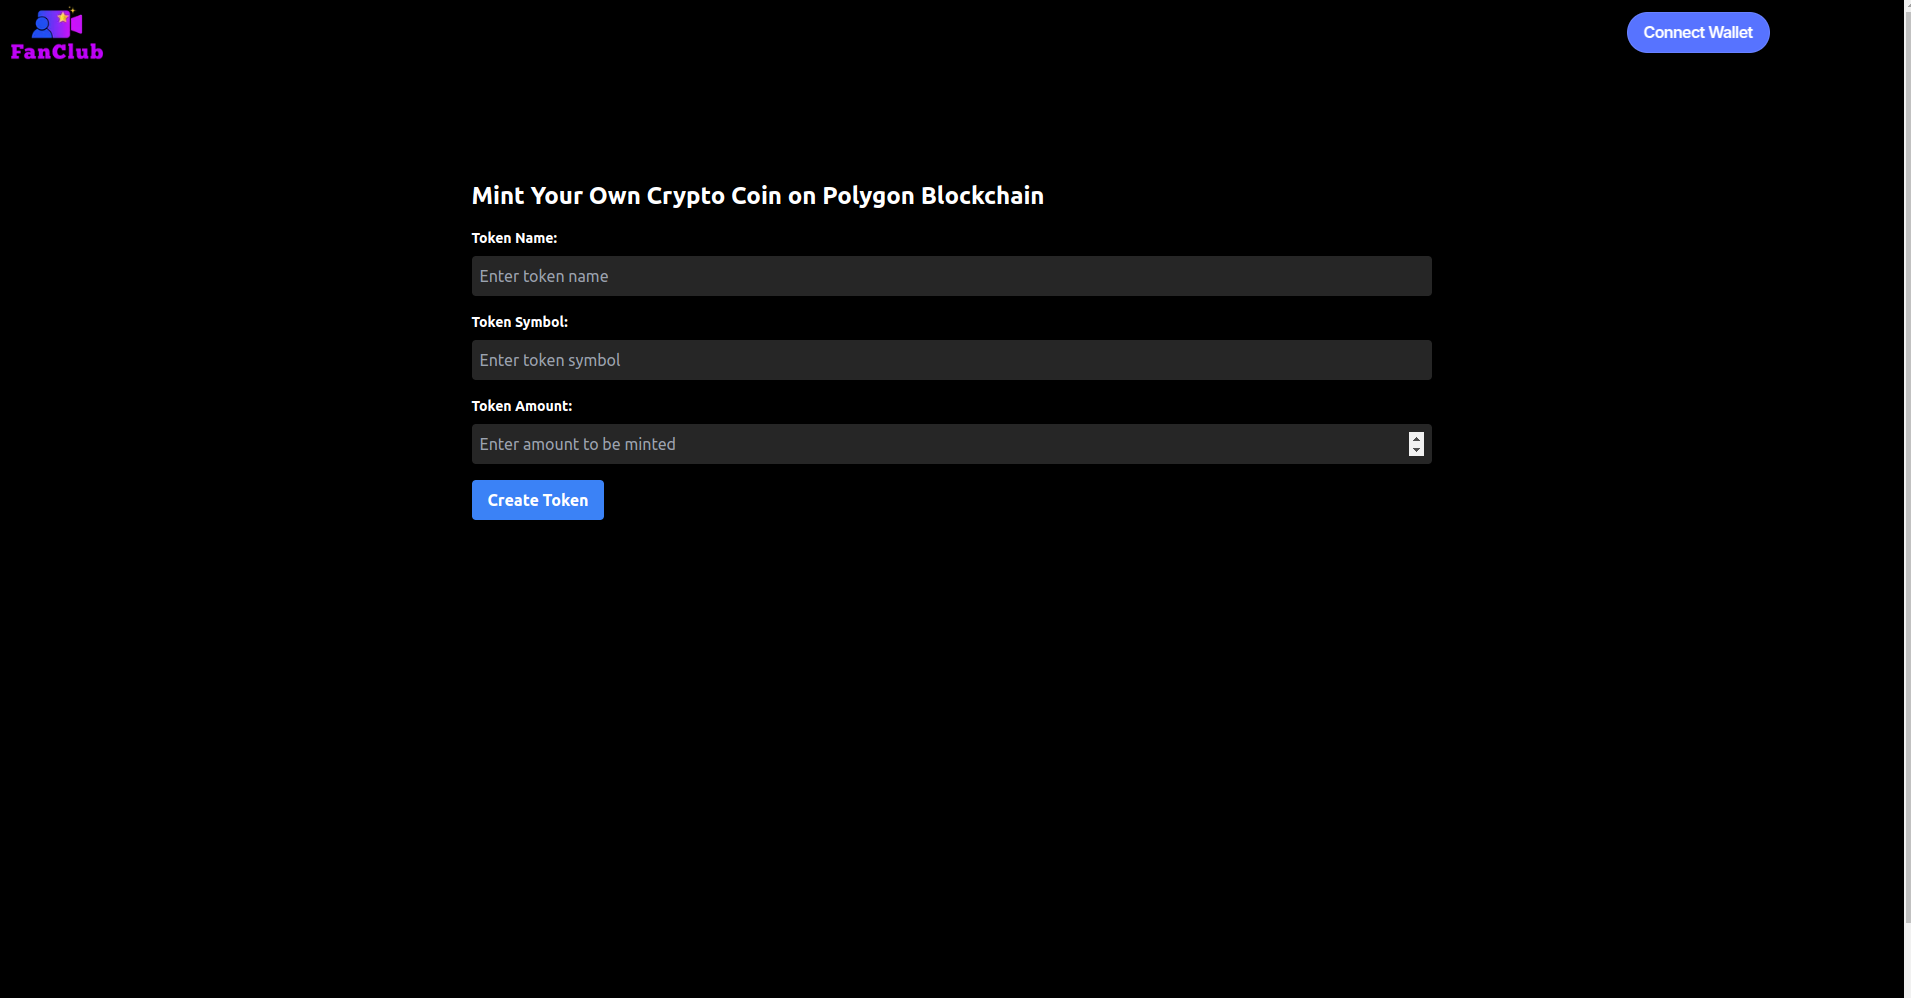 FanClub
Connect Wallet
Mint Your Own Crypto Coin on Polygon Blockchain
Token Name:
Enter token name
Token Symbol:
Enter token symbol
Token Amount:
Enter amount to be minted
Create Token